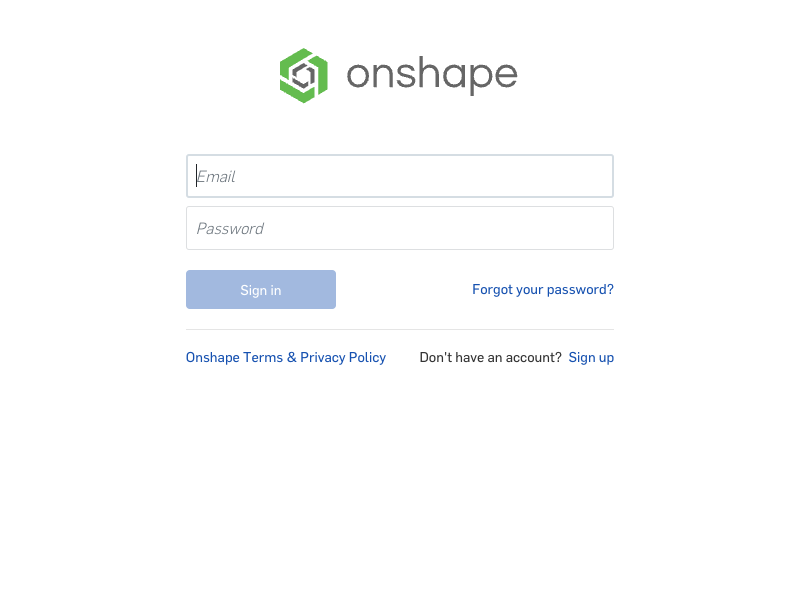 onshape
Email
Password
Sign in
Forgot your password?
Onshape Terms & Privacy Policy
Don't have an account? Sign up